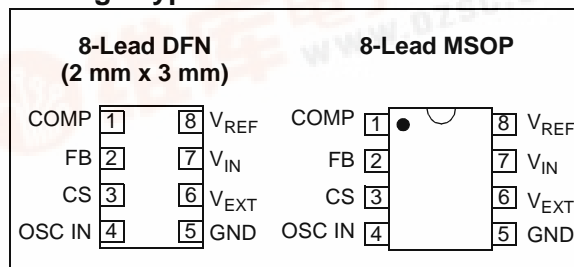 8-Lead DFN
(2 mm x 3 mm)
COMP 1 8 VREF
FB 2 7 VIN
CS 3 6 VEXT
OSC IN 4 5 GND
8-Lead MSOP
COMP 1 8 VREF
FB 2 7 VIN
CS 3 6 VEXT
OSC IN 4 5 GND